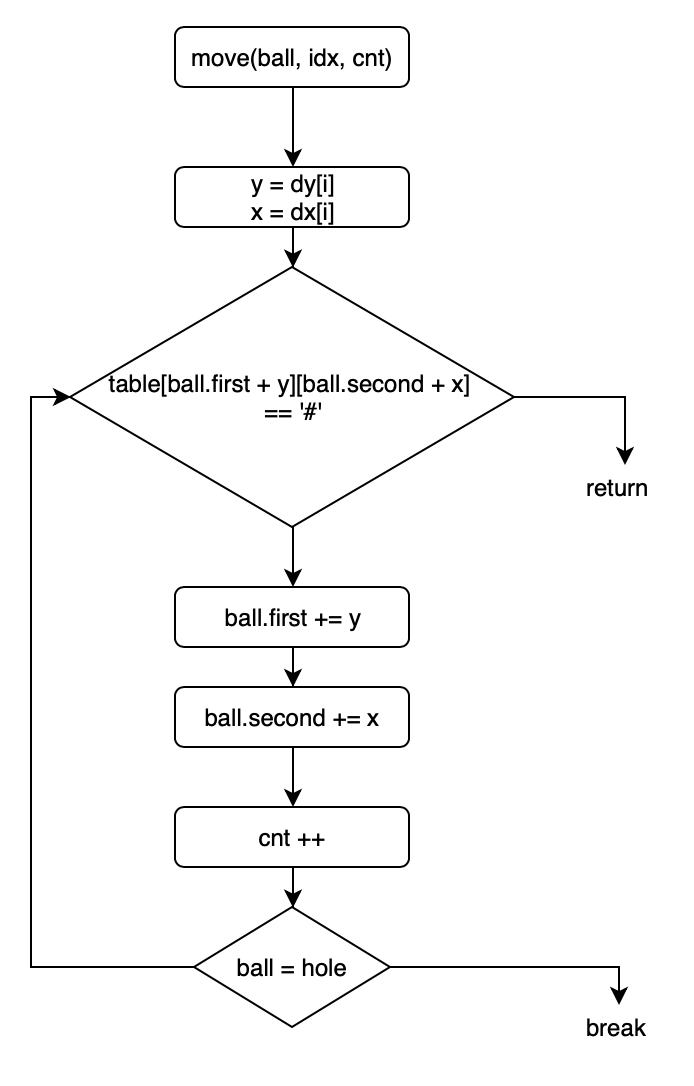 move(ball, idx, cnt)
y = dy[i]
x = dx[i]
table[ball.first + y][ball.second + x]
== '#'
return
ball.first += y
ball.second += x
cnt ++
ball = hole
break